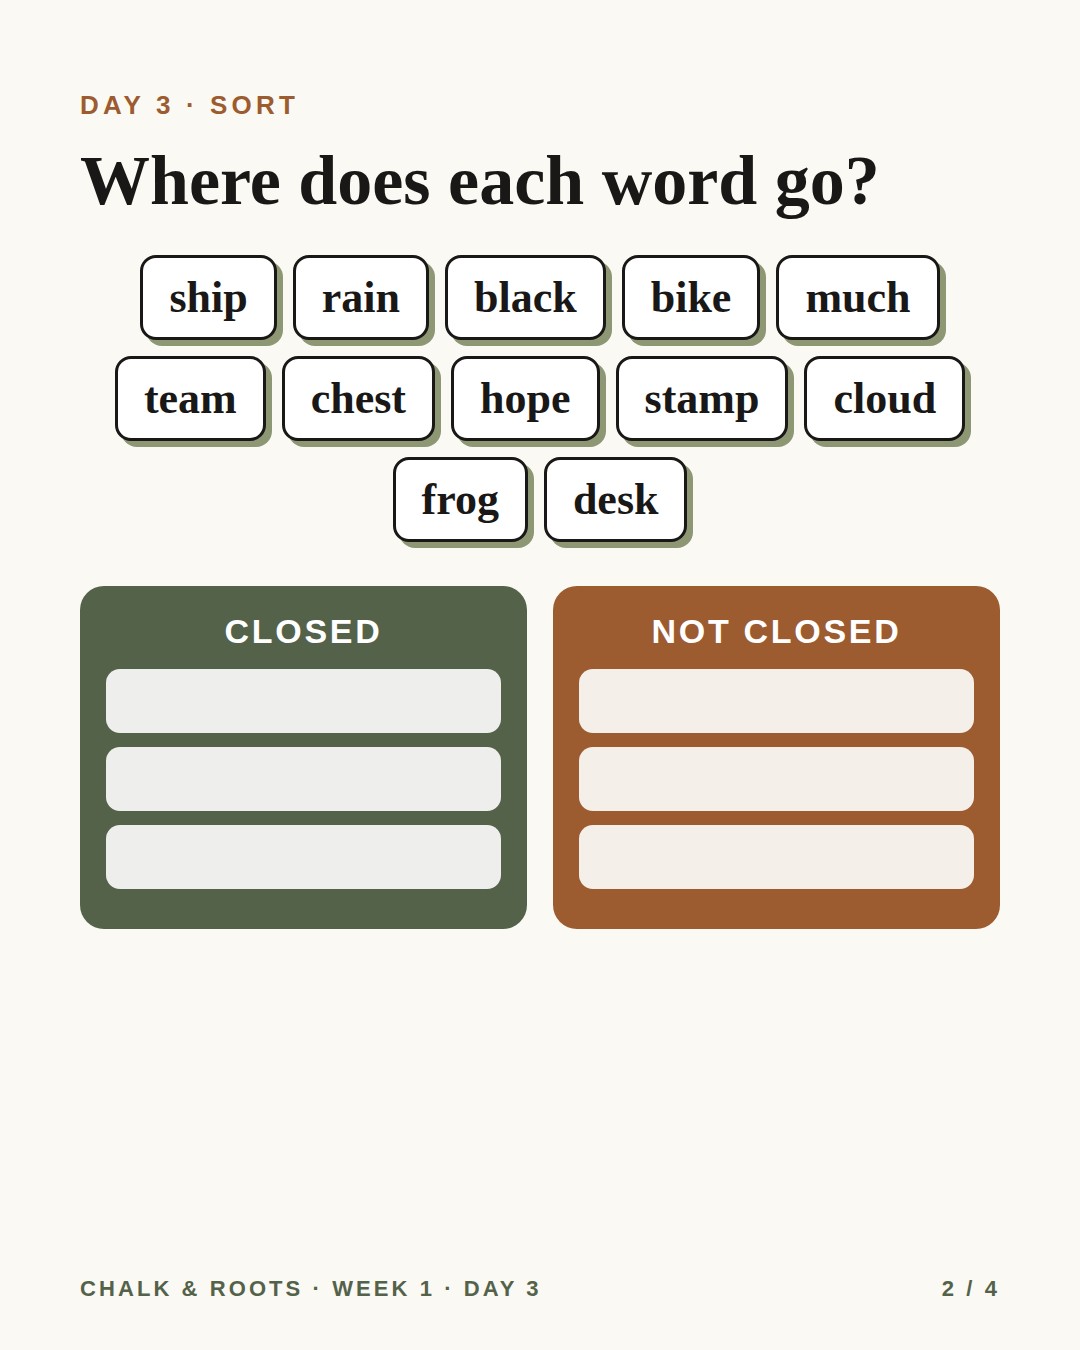 DAY 3 · SORT
Where does each word go?
ship rain black bike much
team chest hope stamp cloud
frog desk
CLOSED
NOT CLOSED
CHALK & ROOTS · WEEK 1 · DAY 3
2 / 4